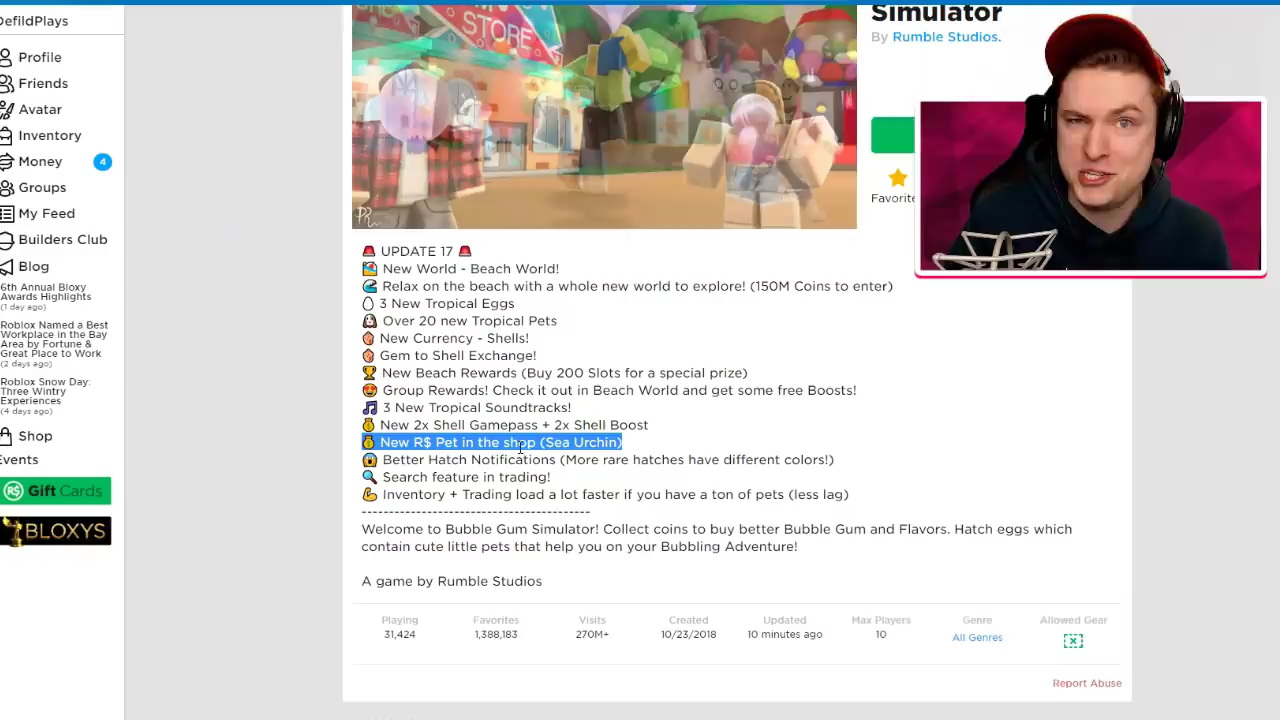 DefildPlays
Profile
Friends
Avatar
Inventory
Money
4
Groups
My Feed
Builders Club
Blog
6th Annual Bloxy
Awards Highlights
(1 day ago)
Roblox Named a Best
Workplace in the Bay
Area by Fortune &
Great Place to Work
(2 days ago)
Roblox Snow Day:
Three Wintry
Experiences
(4 days ago)
Shop
Events
R$ Gift Cards
BLOXYS
STORE
Simulator
By Rumble Studios.
Favorite
🚨 UPDATE 17 🚨
🏖 New World - Beach World!
🌊 Relax on the beach with a whole new world to explore! (150M Coins to enter)
🥚 3 New Tropical Eggs
🐶 Over 20 new Tropical Pets
🐚 New Currency - Shells!
🐚 Gem to Shell Exchange!
🏆 New Beach Rewards (Buy 200 Slots for a special prize)
😍 Group Rewards! Check it out in Beach World and get some free Boosts!
🎵 3 New Tropical Soundtracks!
💰 New 2x Shell Gamepass + 2x Shell Boost
💰 New R$ Pet in the shop (Sea Urchin)
😱 Better Hatch Notifications (More rare hatches have different colors!)
🔍 Search feature in trading!
💪 Inventory + Trading load a lot faster if you have a ton of pets (less lag)
-----------------------------------------
Welcome to Bubble Gum Simulator! Collect coins to buy better Bubble Gum and Flavors. Hatch eggs which
contain cute little pets that help you on your Bubbling Adventure!
A game by Rumble Studios
Playing Favorites Visits Created Updated Max Players Genre Allowed Gear
31,424 1,388,183 270M+ 10/23/2018 10 minutes ago 10 All Genres
Report Abuse